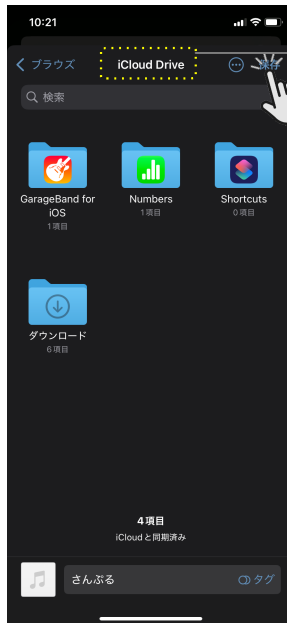 10:21
ブラウズ
iCloud Drive
保存
検索
GarageBand for
iOS
1項目
Numbers
1項目
Shortcuts
0項目
ダウンロード
6項目
4項目
iCloudと同期済み
さんぷる
タグ